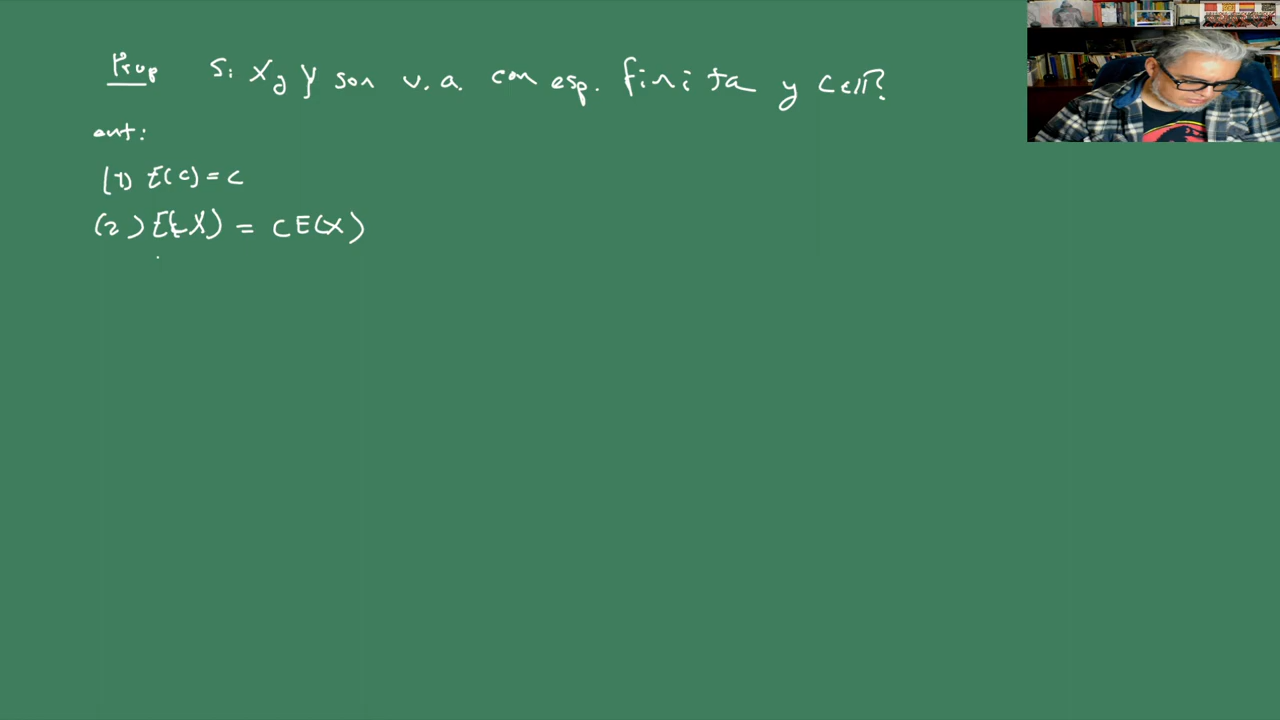 Prop Si X y Y son v.a. con esp. finita y C∈ℝ
ent:
(1) E(c) = c
(2) E(cX) = CE(X)